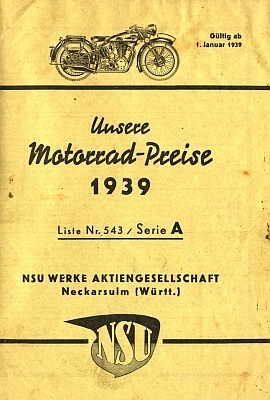 Gültig ab
1. Januar 1939
Unsere
Motorrad-Preise
1939
Liste Nr. 543 / Serie A
NSU WERKE AKTIENGESELLSCHAFT
Neckarsulm (Württ.)
NSU